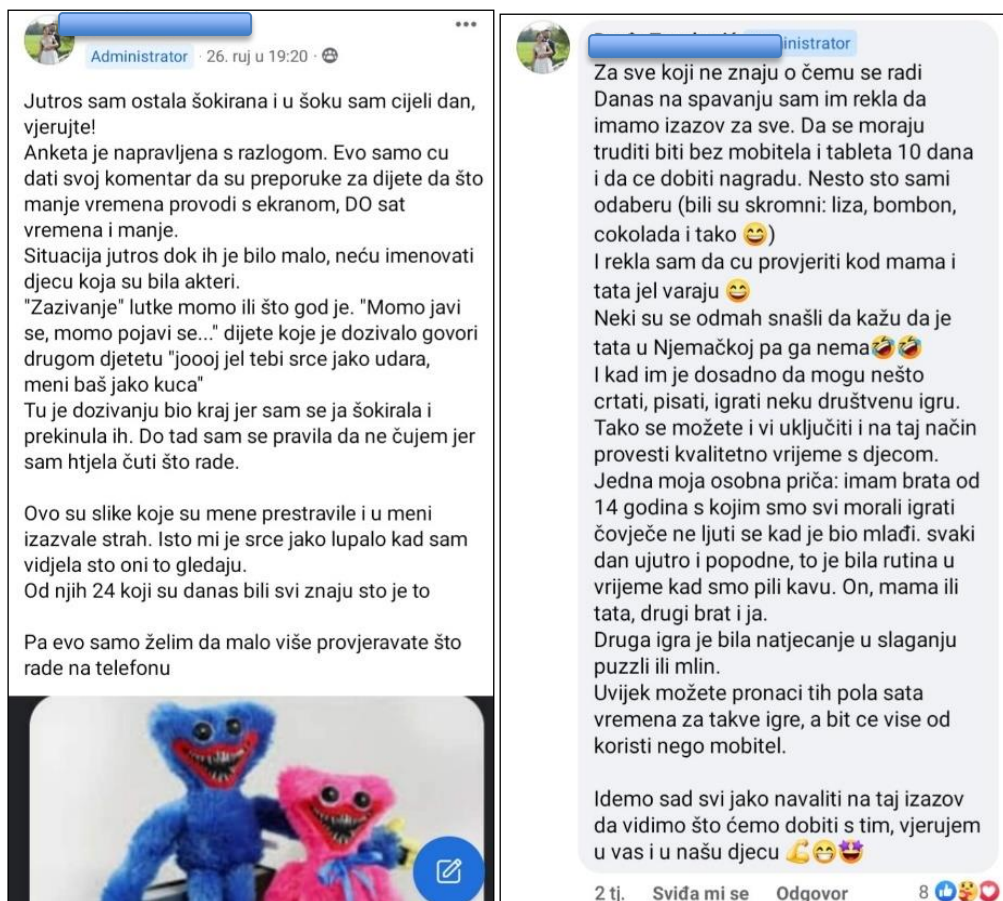 Administrator · 26. ruj u 19:20 ·
Jutros sam ostala šokirana i u šoku sam cijeli dan,
vjerujte!
Anketa je napravljena s razlogom. Evo samo cu
dati svoj komentar da su preporuke za dijete da što
manje vremena provodi s ekranom, DO sat
vremena i manje.
Situacija jutros dok ih je bilo malo, neću imenovati
djecu koja su bila akteri.
"Zazivanje" lutke momo ili što god je. "Momo javi
se, momo pojavi se..." dijete koje je dozivalo govori
drugom djetetu "joooj jel tebi srce jako udara,
meni baš jako kuca"
Tu je dozivanju bio kraj jer sam se ja šokirala i
prekinula ih. Do tad sam se pravila da ne čujem jer
sam htjela čuti što rade.
Ovo su slike koje su mene prestravile i u meni
izazvale strah. Isto mi je srce jako lupalo kad sam
vidjela sto oni to gledaju.
Od njih 24 koji su danas bili svi znaju sto je to
Pa evo samo želim da malo više provjeravate što
rade na telefonu
inistrator
Za sve koji ne znaju o čemu se radi
Danas na spavanju sam im rekla da
imamo izazov za sve. Da se moraju
truditi biti bez mobitela i tableta 10 dana
i da ce dobiti nagradu. Nesto sto sami
odaberu (bili su skromni: liza, bombon,
cokolada i tako 😄)
I rekla sam da cu provjeriti kod mama i
tata jel varaju 😄
Neki su se odmah snašli da kažu da je
tata u Njemačkoj pa ga nema🤣🤣
I kad im je dosadno da mogu nešto
crtati, pisati, igrati neku društvenu igru.
Tako se možete i vi uključiti i na taj način
provesti kvalitetno vrijeme s djecom.
Jedna moja osobna priča: imam brata od
14 godina s kojim smo svi morali igrati
čovječe ne ljuti se kad je bio mlađi. svaki
dan ujutro i popodne, to je bila rutina u
vrijeme kad smo pili kavu. On, mama ili
tata, drugi brat i ja.
Druga igra je bila natjecanje u slaganju
puzzli ili mlin.
Uvijek možete pronaci tih pola sata
vremena za takve igre, a bit ce vise od
koristi nego mobitel.
Idemo sad svi jako navaliti na taj izazov
da vidimo što ćemo dobiti s tim, vjerujem
u vas i u našu djecu 💪😁🤩
2 tj. Sviđa mi se Odgovor 8